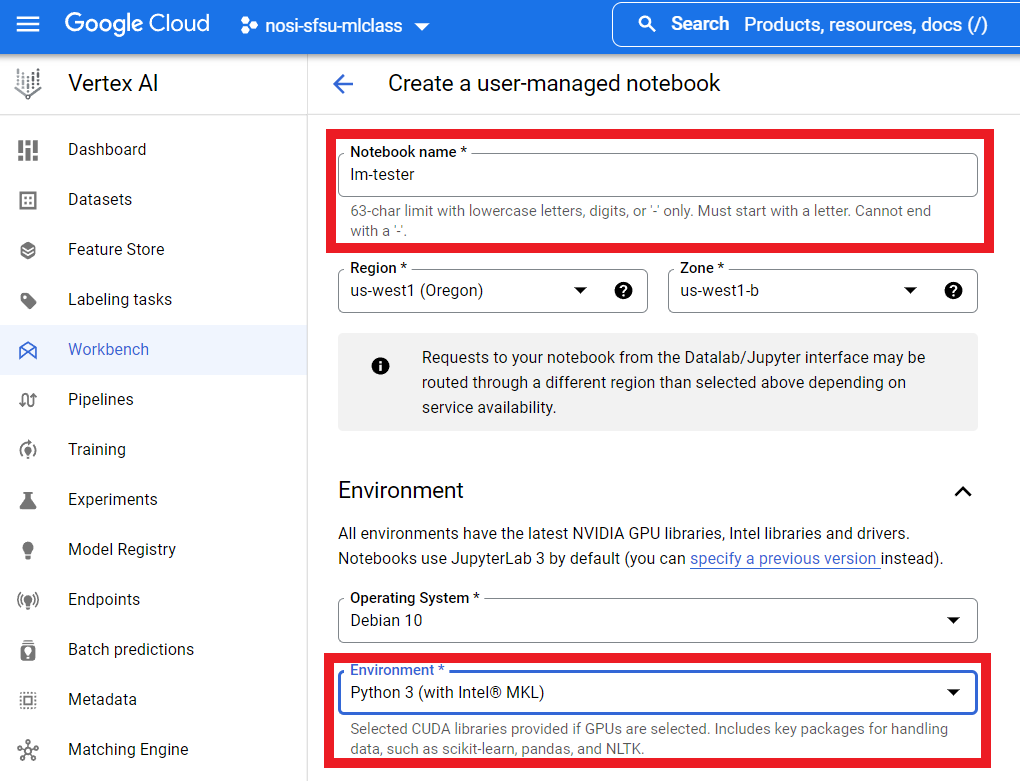 Google Cloud
nosi-sfsu-mlclass
Search Products, resources, docs (/)
Vertex AI
Create a user-managed notebook
Dashboard
Datasets
Feature Store
Labeling tasks
Workbench
Pipelines
Training
Experiments
Model Registry
Endpoints
Batch predictions
Metadata
Matching Engine
Notebook name *
lm-tester
63-char limit with lowercase letters, digits, or '-' only. Must start with a letter. Cannot end
with a '-'.
Region *
us-west1 (Oregon)
Zone *
us-west1-b
Requests to your notebook from the Datalab/Jupyter interface may be
routed through a different region than selected above depending on
service availability.
Environment
All environments have the latest NVIDIA GPU libraries, Intel libraries and drivers.
Notebooks use JupyterLab 3 by default (you can specify a previous version instead).
Operating System *
Debian 10
Environment *
Python 3 (with Intel® MKL)
Selected CUDA libraries provided if GPUs are selected. Includes key packages for handling
data, such as scikit-learn, pandas, and NLTK.